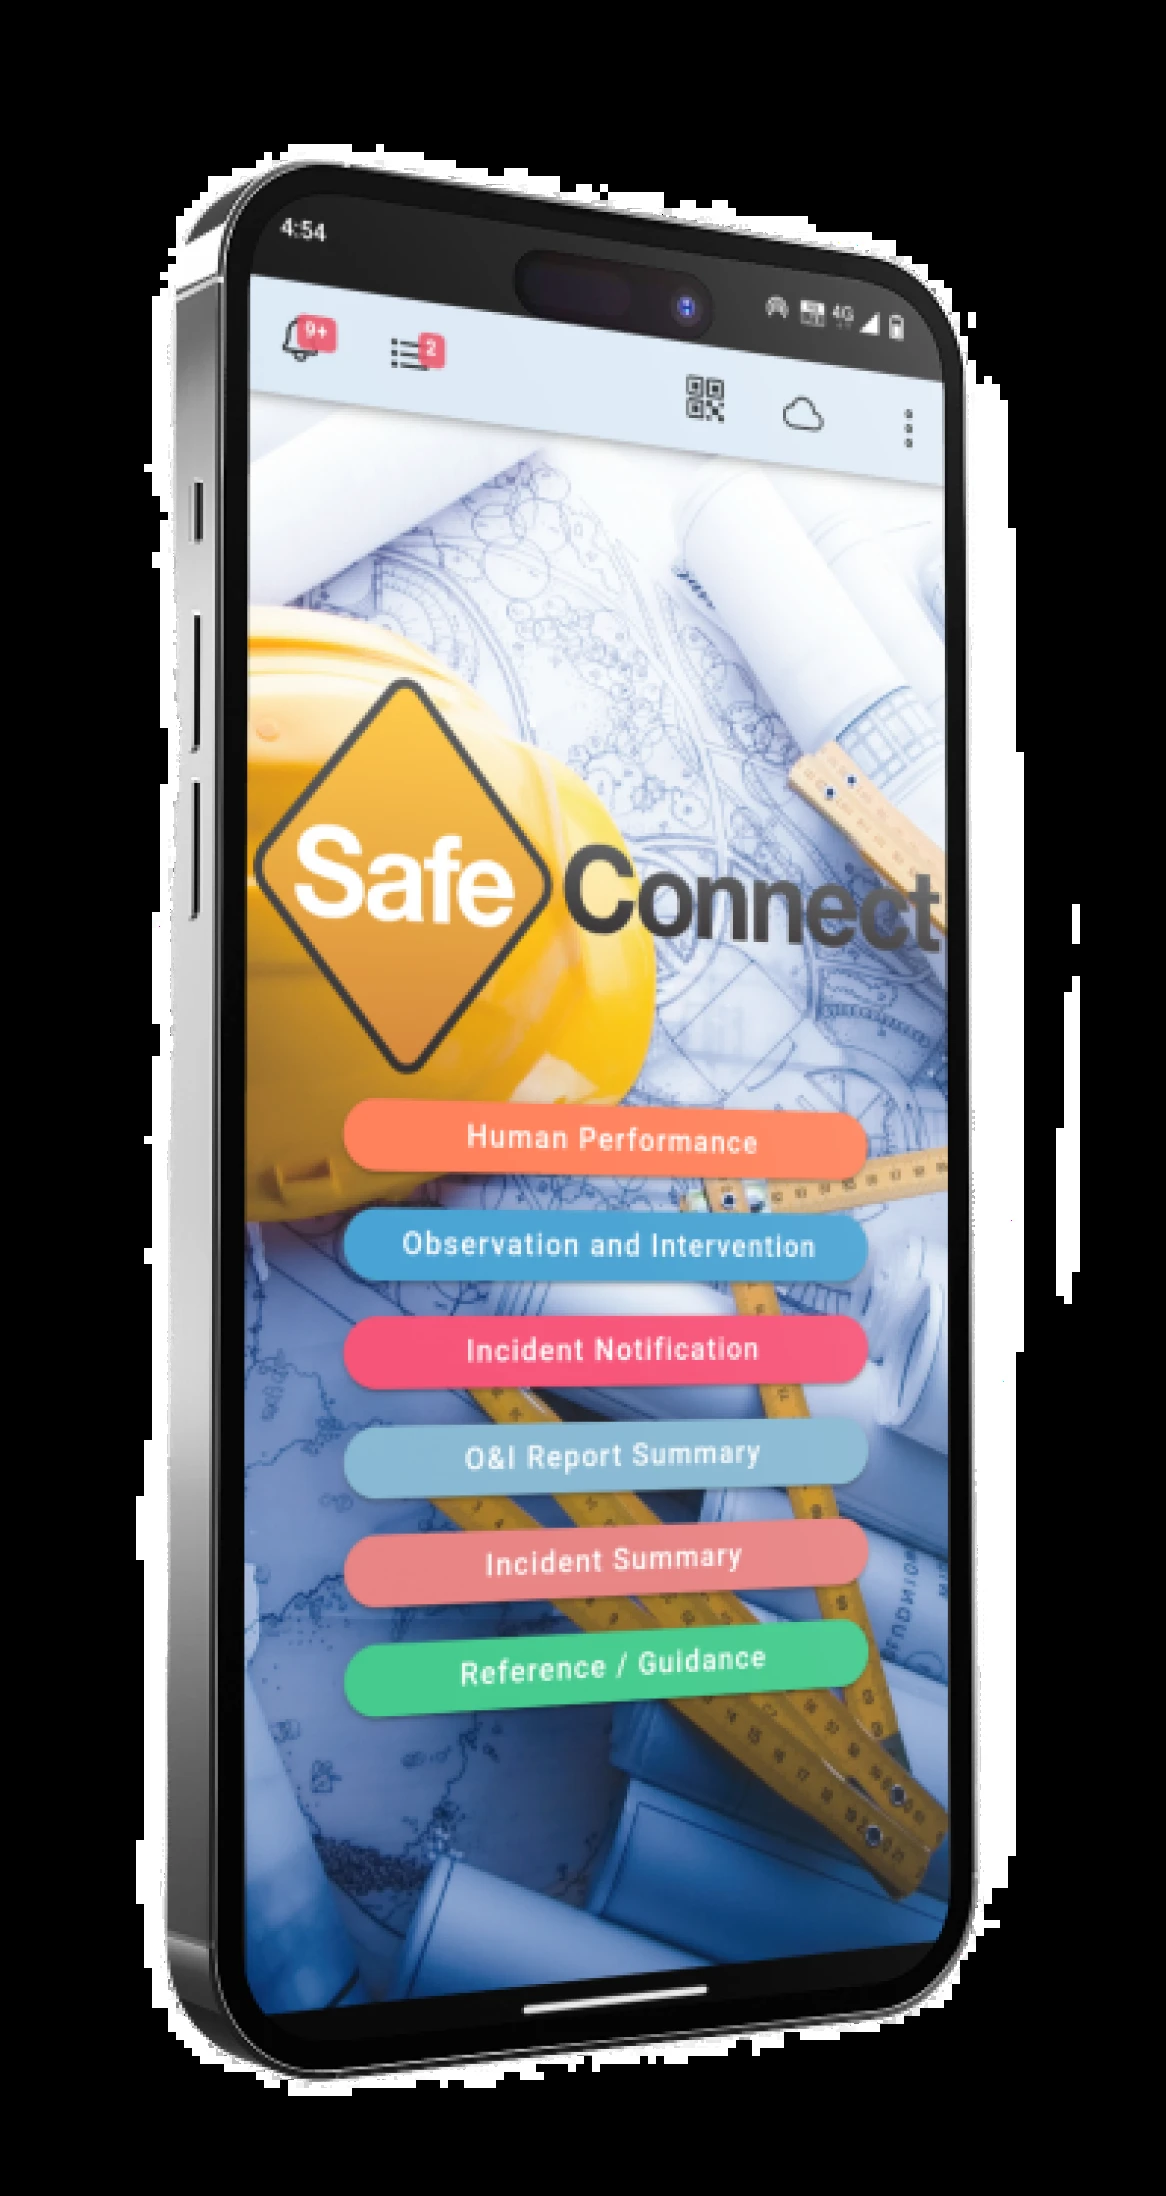 4:54
4G
9+
2
Safe Connect
Human Performance
Observation and Intervention
Incident Notification
O&I Report Summary
Incident Summary
Reference / Guidance